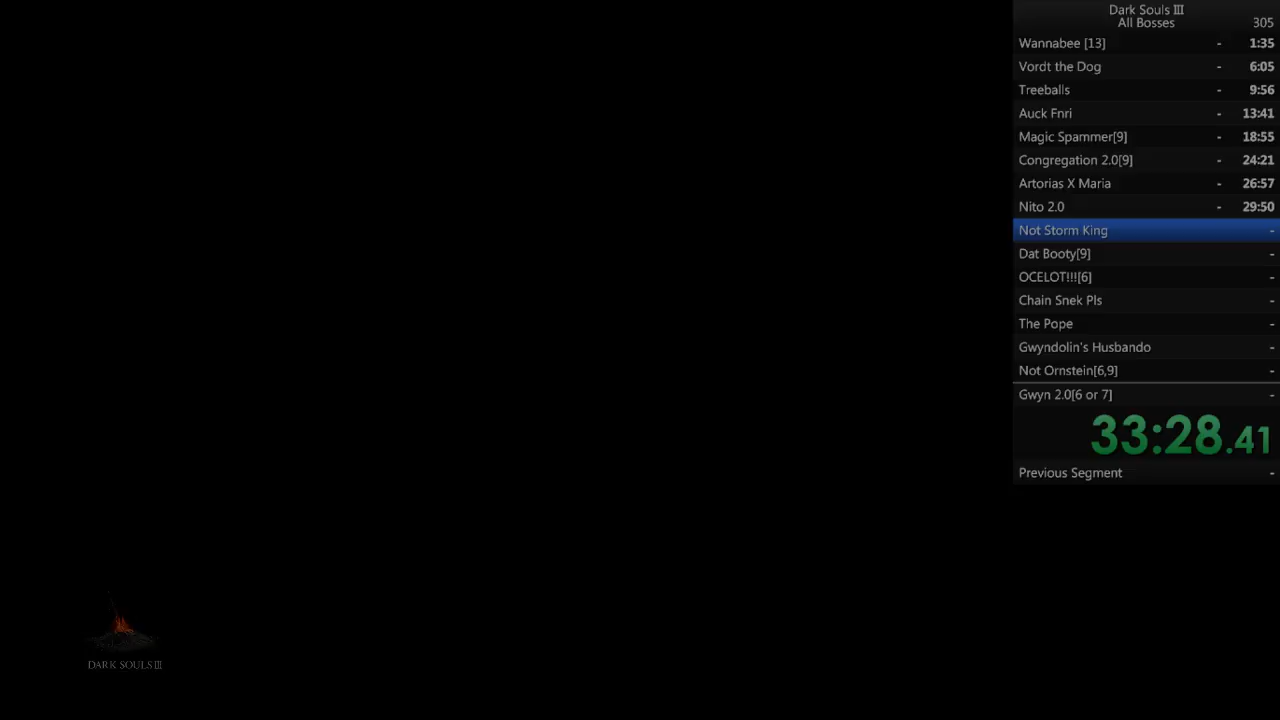 Dark Souls III
All Bosses 305
Wannabee [13] - 1:35
Vordt the Dog - 6:05
Treeballs - 9:56
Auck Fnri - 13:41
Magic Spammer[9] - 18:55
Congregation 2.0[9] - 24:21
Artorias X Maria - 26:57
Nito 2.0 - 29:50
Not Storm King -
Dat Booty[9] -
OCELOT!!![6] -
Chain Snek Pls -
The Pope -
Gwyndolin's Husbando -
Not Ornstein[6,9] -
Gwyn 2.0[6 or 7] -
33:28.41
Previous Segment -
DARK SOULS III